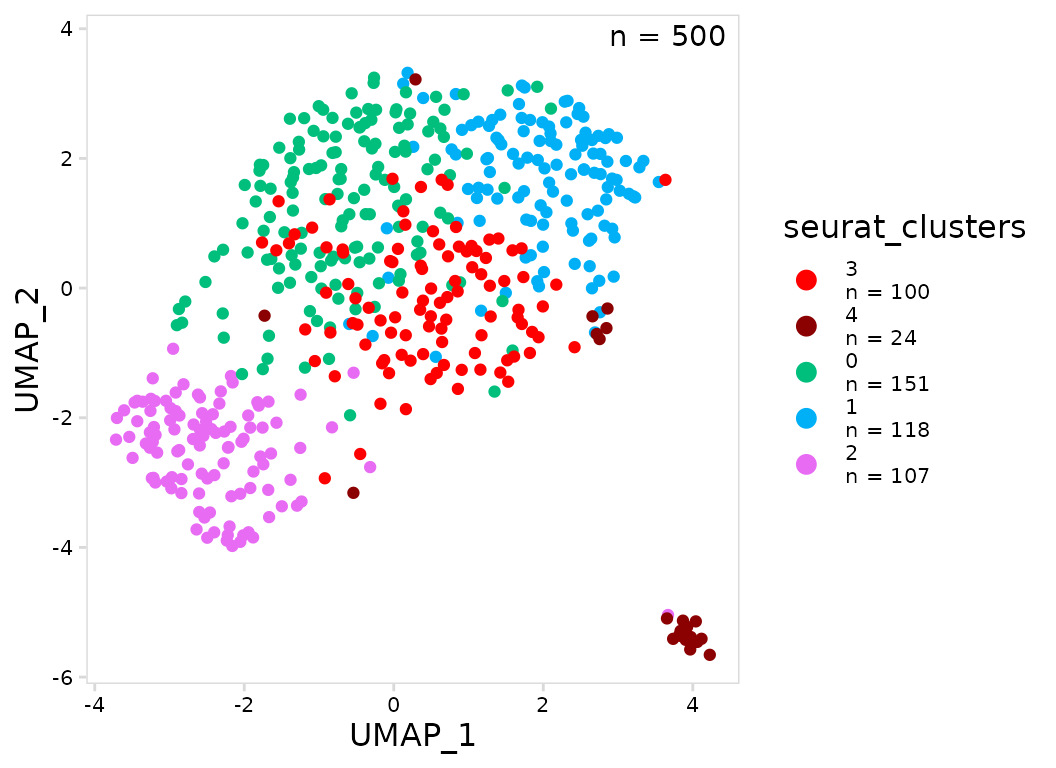 n = 500
4
2
0
-2
-4
-6
UMAP_2
-4
-2
0
2
4
UMAP_1
seurat_clusters
3
n = 100
4
n = 24
0
n = 151
1
n = 118
2
n = 107